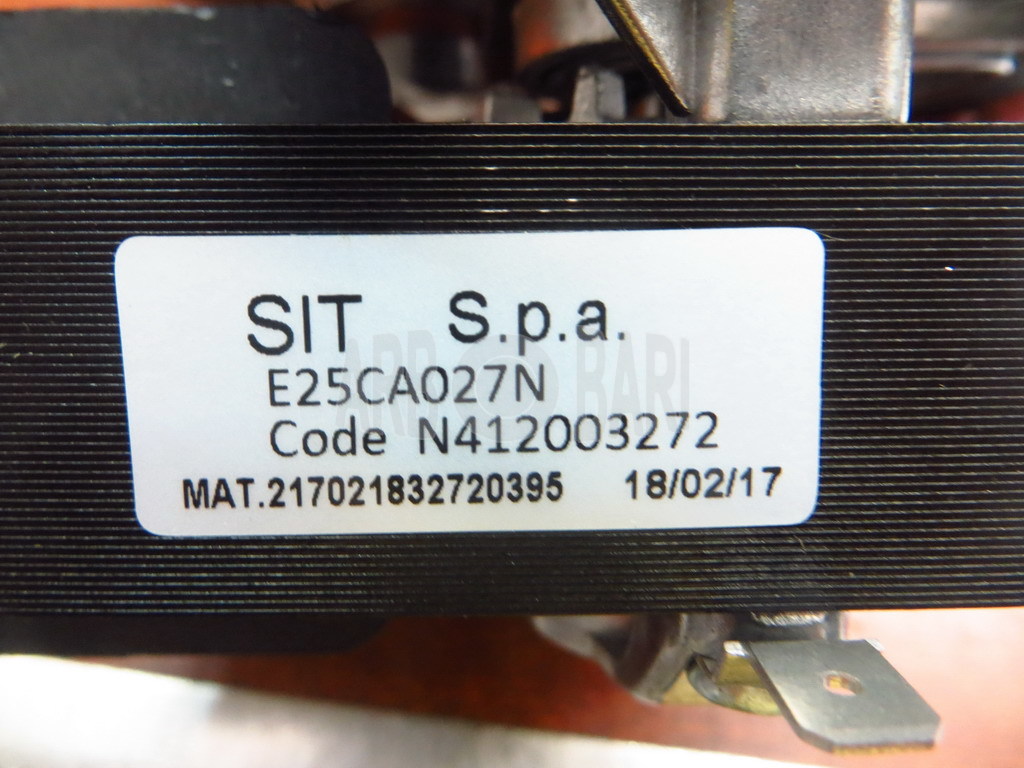 SIT S.p.a.
E25CA027N
Code N412003272
MAT.217021832720395 18/02/17